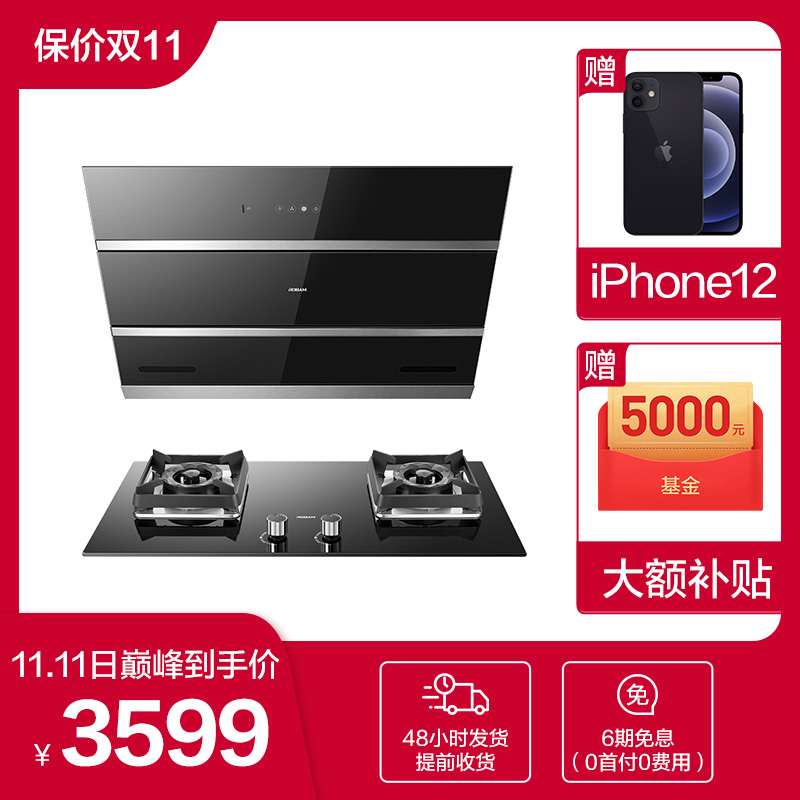 保价双11
赠
iPhone12
ROBAM
赠
5000元
基金
大额补贴
ROBAM
11.11日巅峰到手价
¥3599
48小时发货
提前收货
免
6期免息
（0首付0费用）